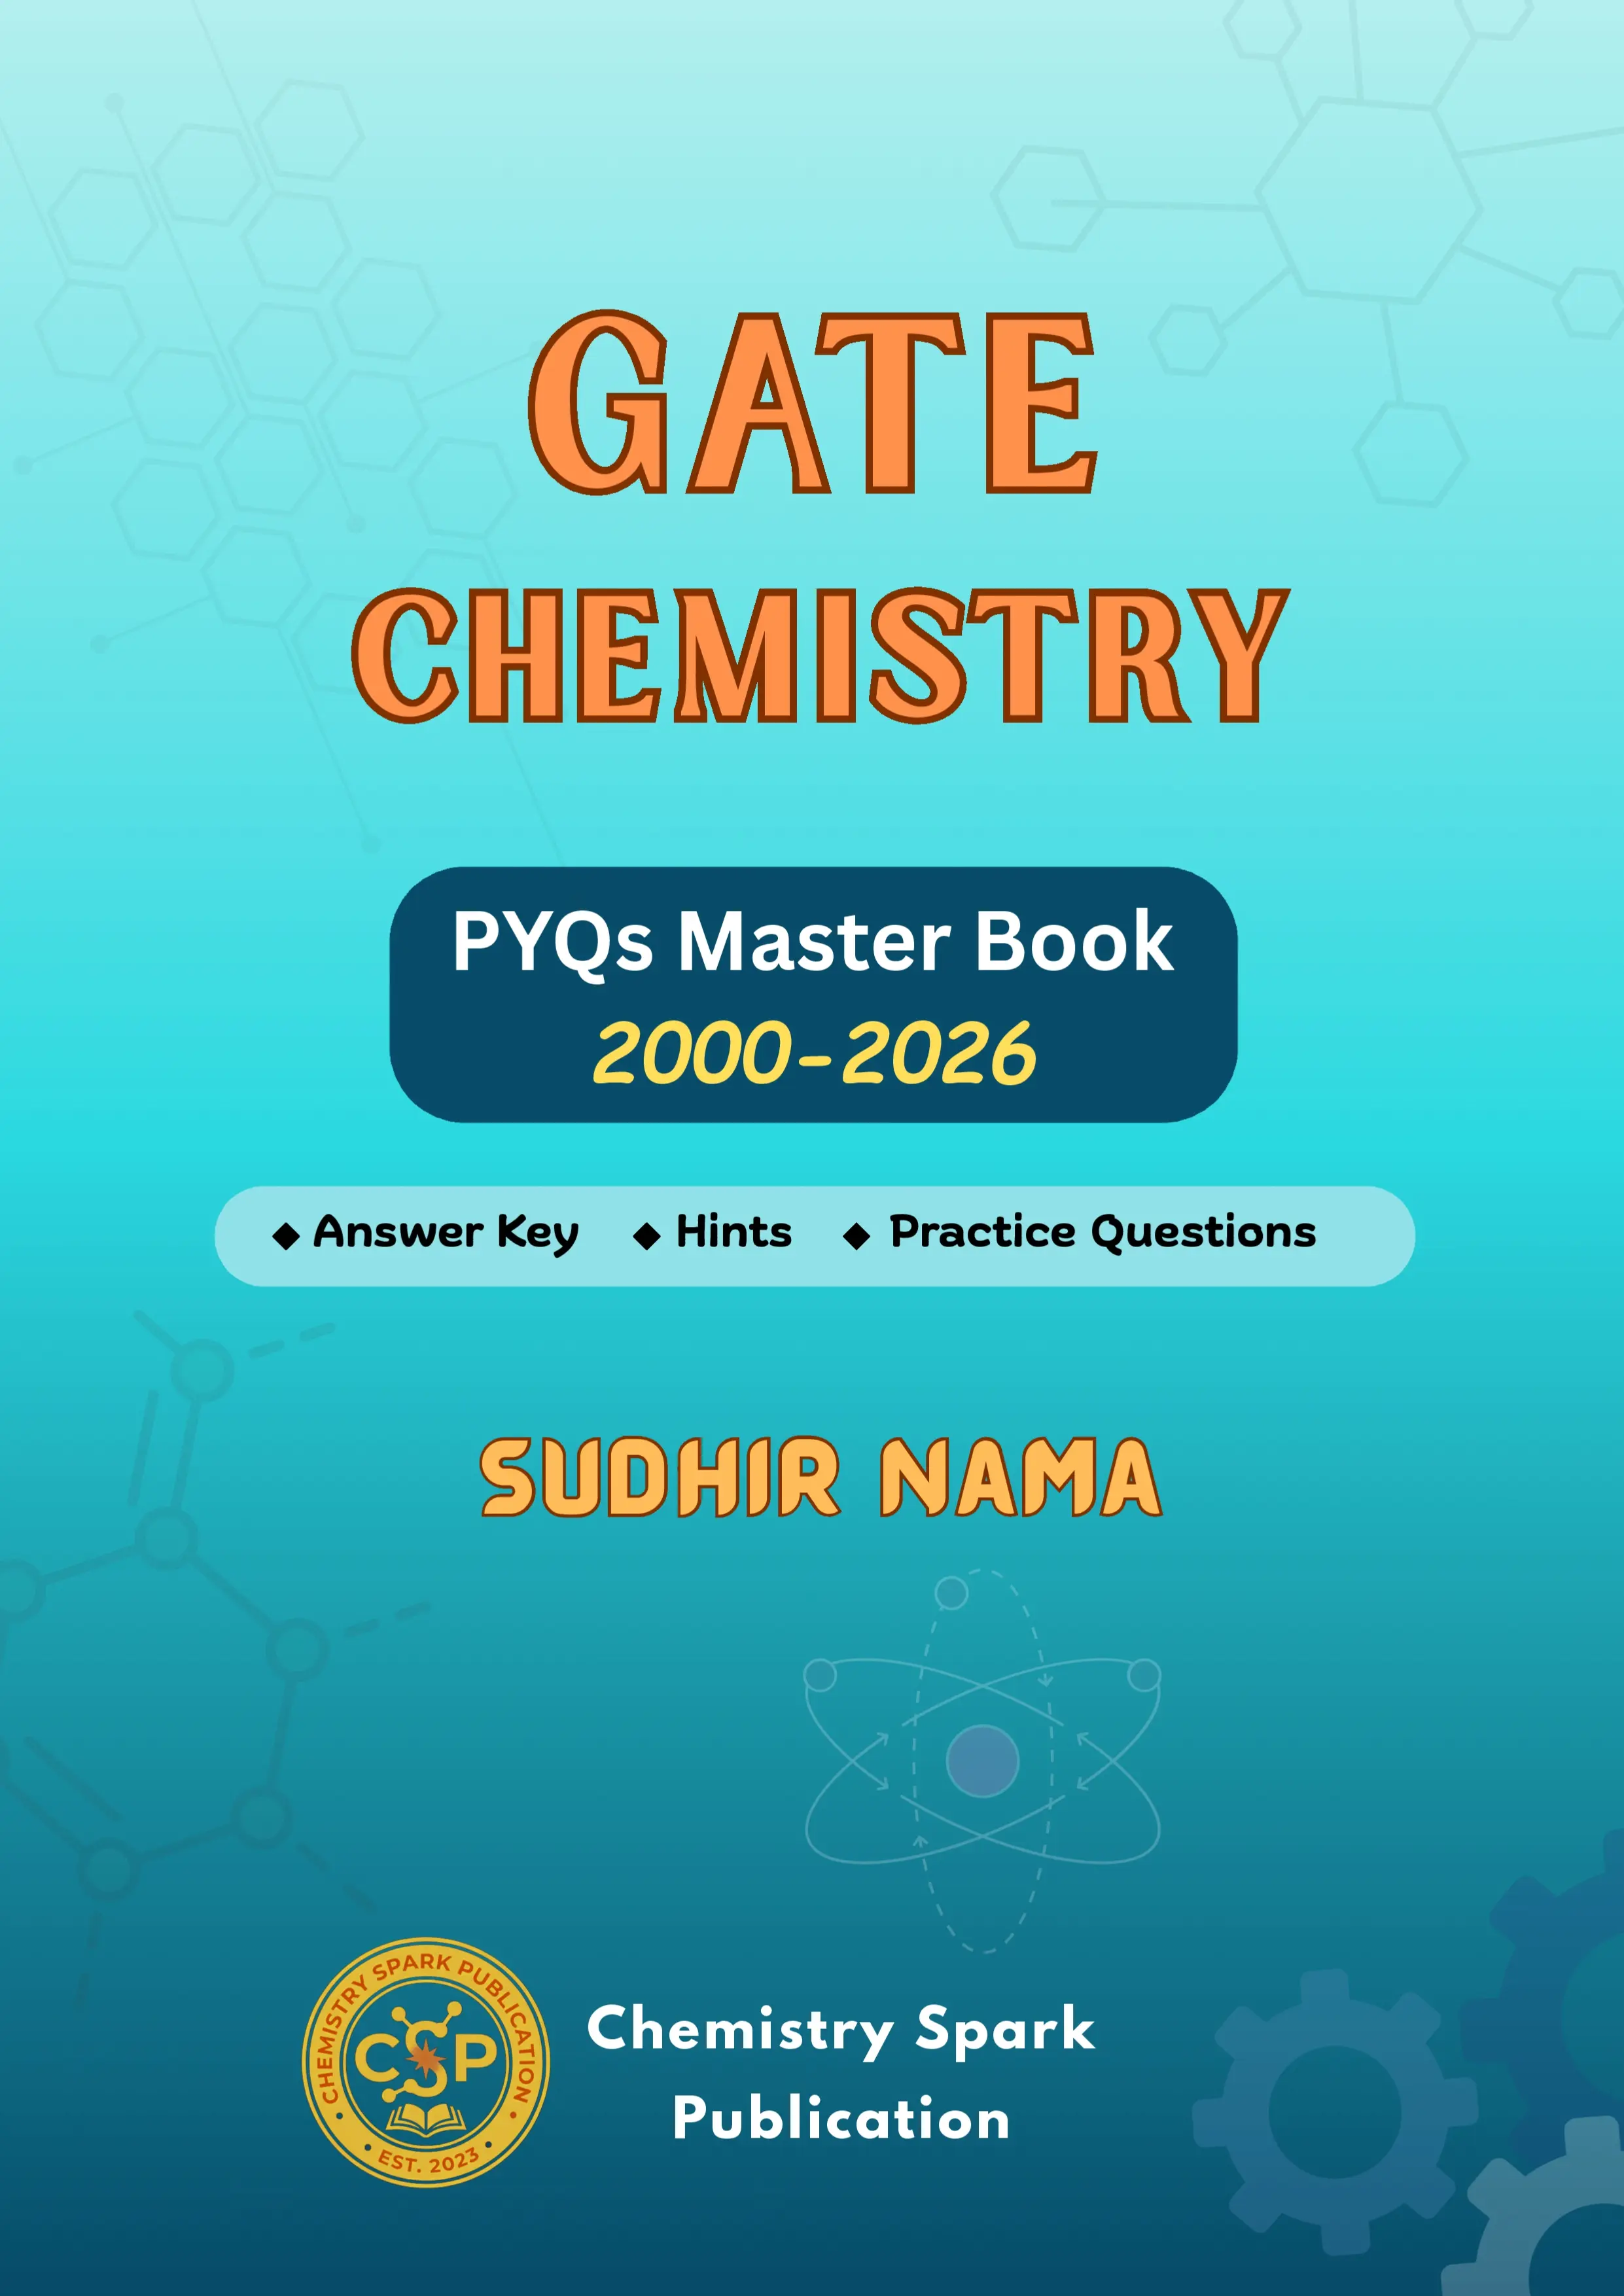 GATE
CHEMISTRY
PYQs Master Book
2000-2026
◆ Answer Key ◆ Hints ◆ Practice Questions
SUDHIR NAMA
CHEMISTRY SPARK PUBLICATION
CSP
EST. 2023
Chemistry Spark
Publication